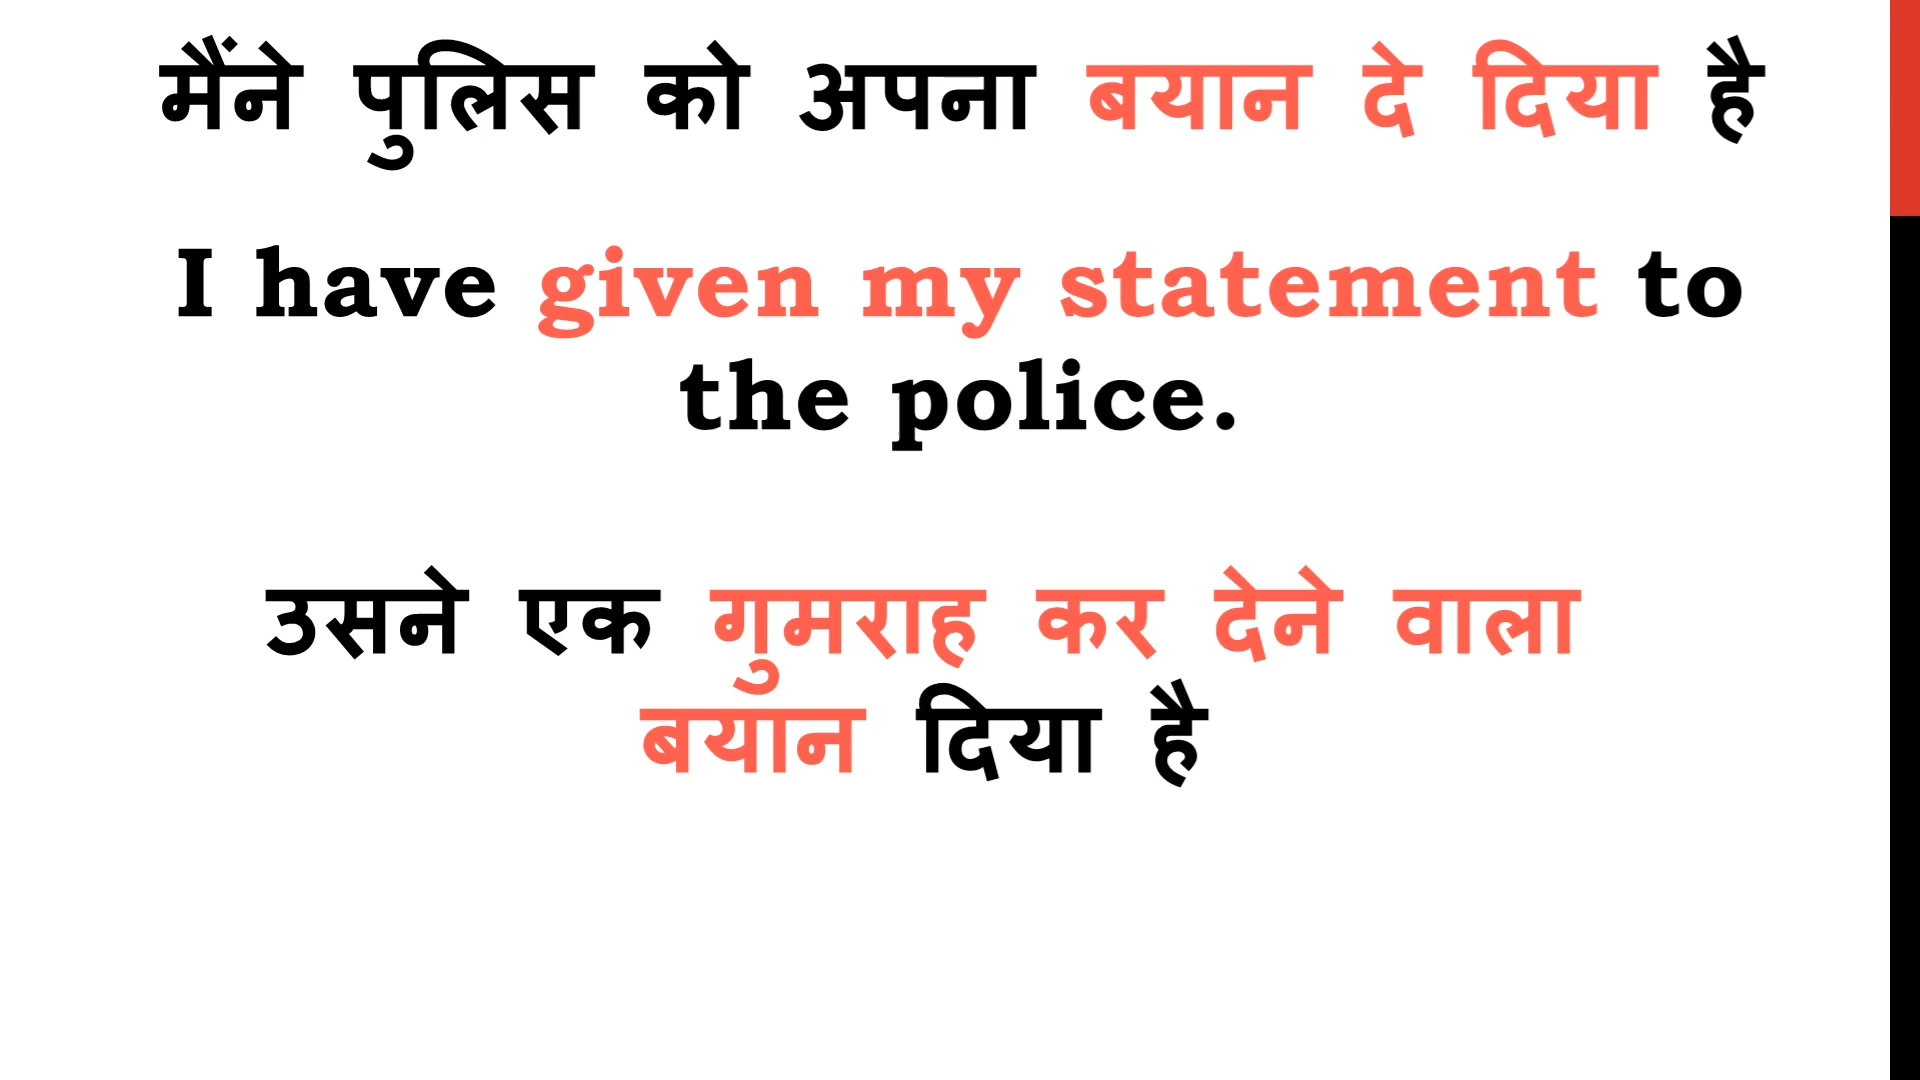 मैंने पुलिस को अपना बयान दे दिया है
I have given my statement to
the police.
उसने एक गुमराह कर देने वाला
बयान दिया है